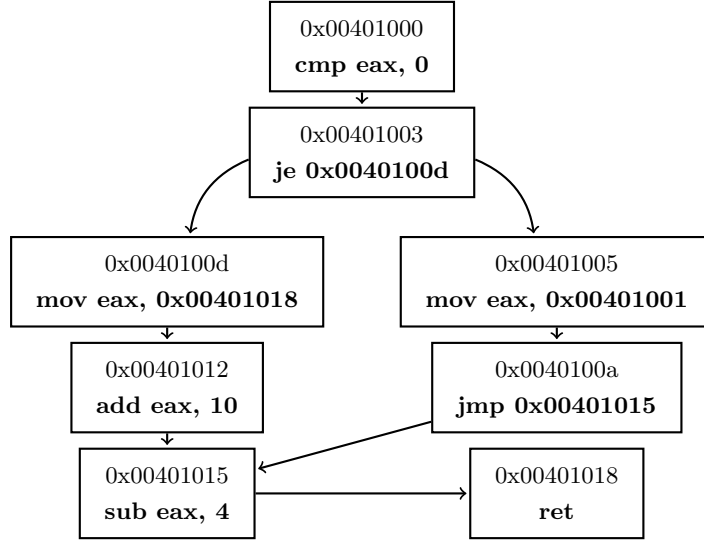 0x00401000
cmp eax, 0
0x00401003
je 0x0040100d
0x0040100d
mov eax, 0x00401018
0x00401005
mov eax, 0x00401001
0x00401012
add eax, 10
0x0040100a
jmp 0x00401015
0x00401015
sub eax, 4
0x00401018
ret